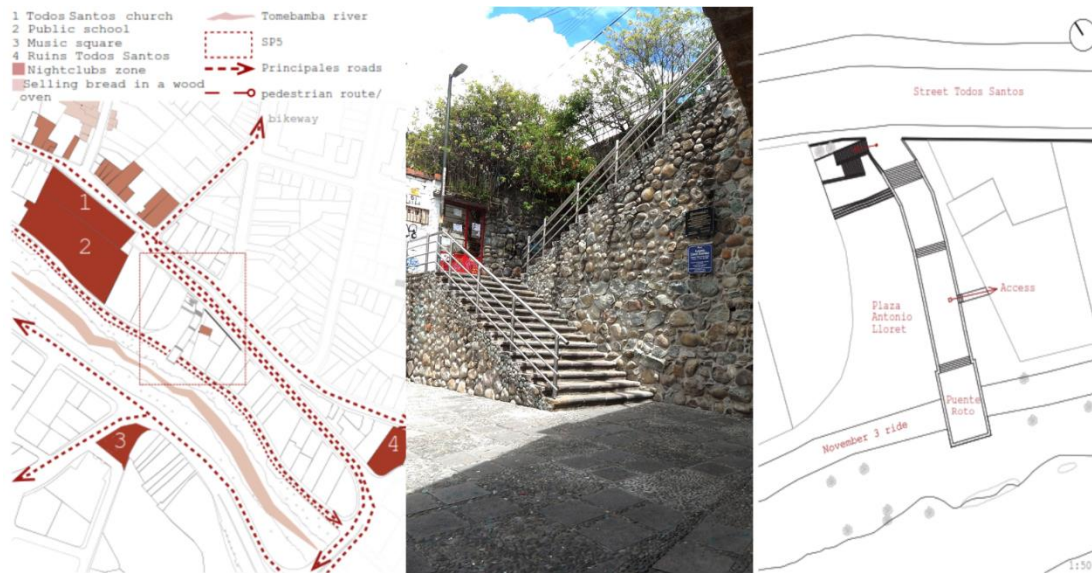 1 Todos Santos church
2 Public school
3 Music square
4 Ruins Todos Santos
Nightclubs zone
Selling bread in a wood
oven
Tomebamba river
SP5
Principales roads
pedestrian route/
bikeway
1
2
3
4
Street Todos Santos
Access
Plaza
Antonio
Lloret
Puente
Roto
November 3 ride